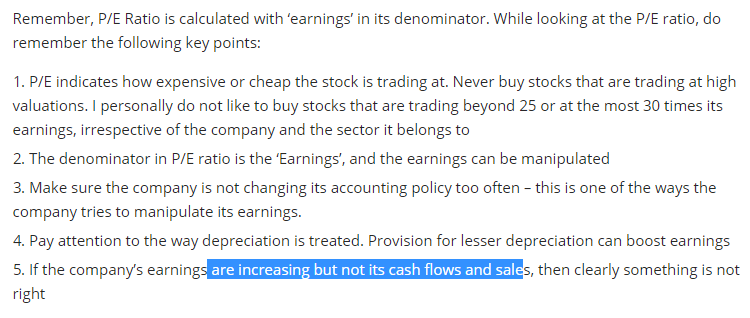 Remember, P/E Ratio is calculated with ‘earnings’ in its denominator. While looking at the P/E ratio, do
remember the following key points:
1. P/E indicates how expensive or cheap the stock is trading at. Never buy stocks that are trading at high
valuations. I personally do not like to buy stocks that are trading beyond 25 or at the most 30 times its
earnings, irrespective of the company and the sector it belongs to
2. The denominator in P/E ratio is the ‘Earnings’, and the earnings can be manipulated
3. Make sure the company is not changing its accounting policy too often – this is one of the ways the
company tries to manipulate its earnings.
4. Pay attention to the way depreciation is treated. Provision for lesser depreciation can boost earnings
5. If the company’s earnings are increasing but not its cash flows and sales, then clearly something is not
right